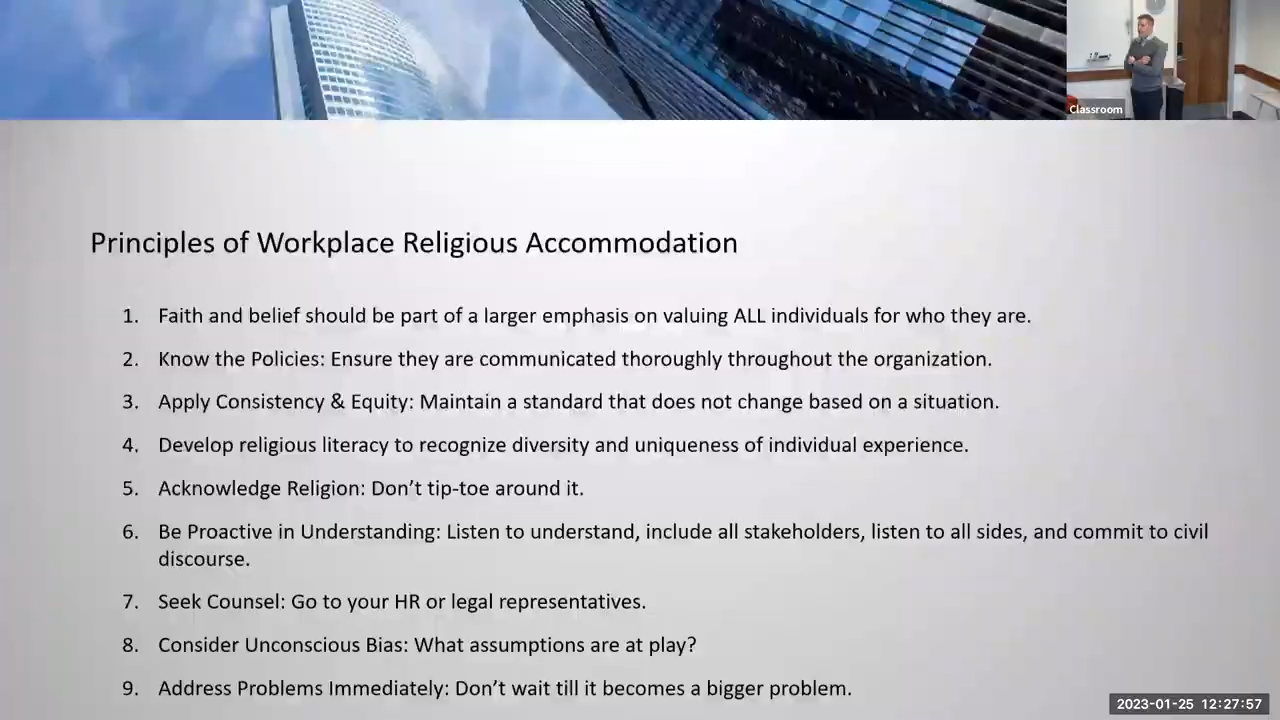 Classroom
Principles of Workplace Religious Accommodation
1. Faith and belief should be part of a larger emphasis on valuing ALL individuals for who they are.
2. Know the Policies: Ensure they are communicated thoroughly throughout the organization.
3. Apply Consistency & Equity: Maintain a standard that does not change based on a situation.
4. Develop religious literacy to recognize diversity and uniqueness of individual experience.
5. Acknowledge Religion: Don’t tip-toe around it.
6. Be Proactive in Understanding: Listen to understand, include all stakeholders, listen to all sides, and commit to civil
discourse.
7. Seek Counsel: Go to your HR or legal representatives.
8. Consider Unconscious Bias: What assumptions are at play?
9. Address Problems Immediately: Don’t wait till it becomes a bigger problem.
2023-01-25 12:27:57